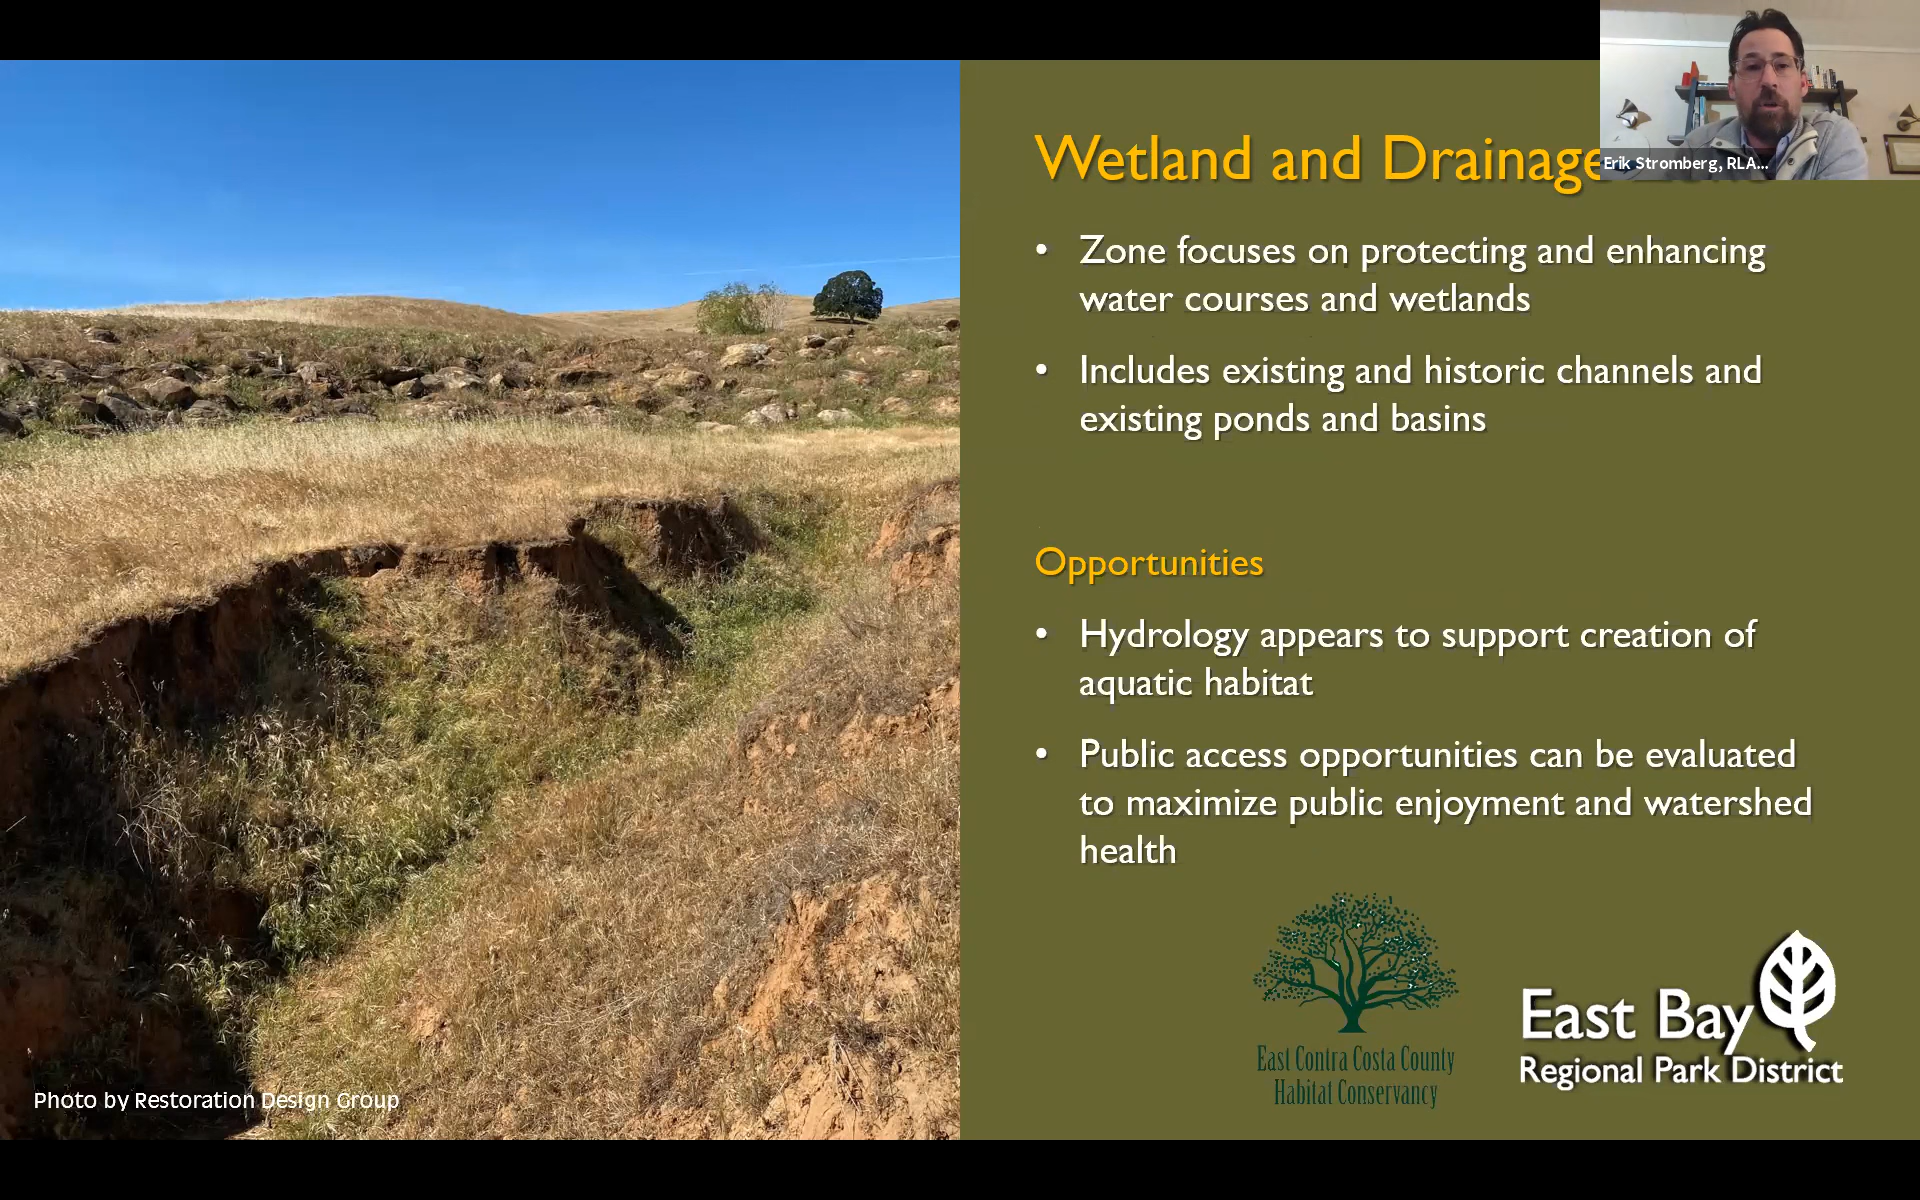 Wetland and Drainage
Erik Stromberg, RLA...
• Zone focuses on protecting and enhancing
water courses and wetlands
• Includes existing and historic channels and
existing ponds and basins
Opportunities
• Hydrology appears to support creation of
aquatic habitat
• Public access opportunities can be evaluated
to maximize public enjoyment and watershed
health
East Contra Costa County
Habitat Conservancy
East Bay
Regional Park District
Photo by Restoration Design Group